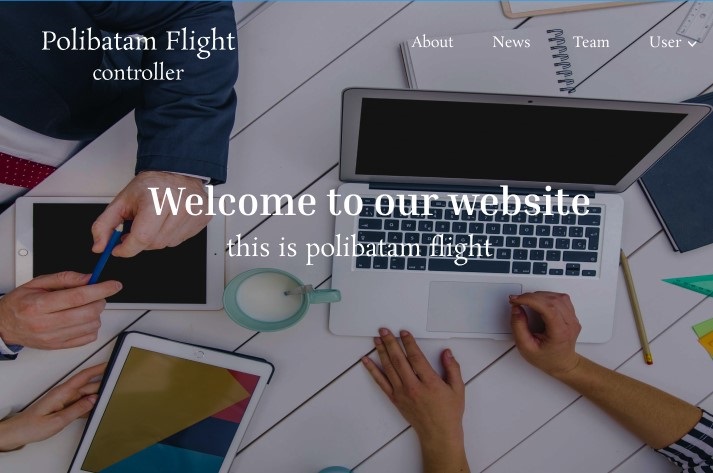 Polibatam Flight
controller
About News Team User
Welcome to our website
this is polibatam flight